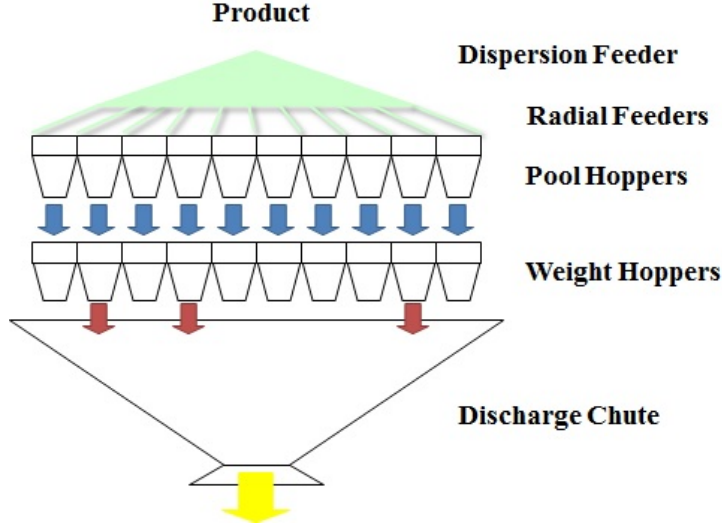 Product
Dispersion Feeder
Radial Feeders
Pool Hoppers
Weight Hoppers
Discharge Chute